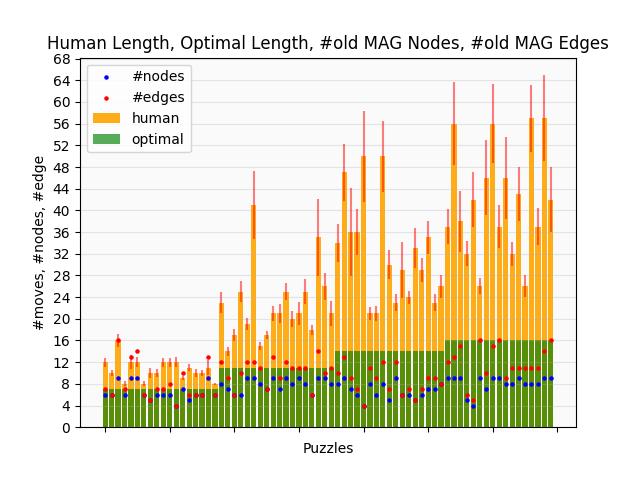 Human Length, Optimal Length, #old MAG Nodes, #old MAG Edges
#moves, #nodes, #edge
68
64
60
56
52
48
44
40
36
32
28
24
20
16
12
8
4
0
#nodes
#edges
human
optimal
Puzzles